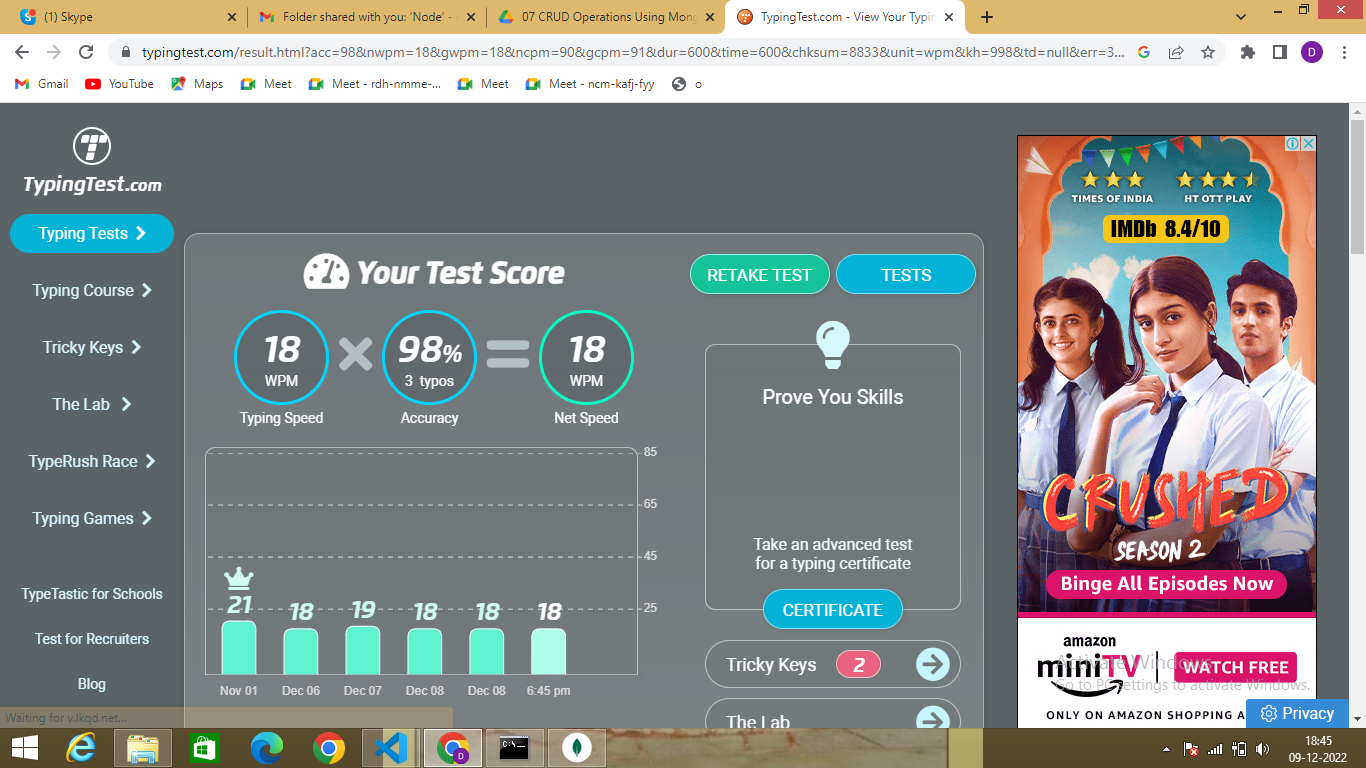 (1) Skype
Folder shared with you: 'Node' -
07 CRUD Operations Using Mong
TypingTest.com - View Your Typin
typingtest.com/result.html?acc=98&nwpm=18&gwpm=18&ncpm=90&gcpm=91&dur=600&time=600&chksum=8833&unit=wpm&kh=998&td=null&err=3...
D
Gmail
YouTube
Maps
Meet
Meet - rdh-nmme-...
Meet
Meet - ncm-kafj-fyy
o
TypingTest.com
Typing Tests
Typing Course
Tricky Keys
The Lab
TypeRush Race
Typing Games
TypeTastic for Schools
Test for Recruiters
Blog
Waiting for v.lkqd.net...
Your Test Score
RETAKE TEST
TESTS
18
WPM
Typing Speed
98%
3 typos
Accuracy
18
WPM
Net Speed
85
65
45
25
21
18
19
18
18
18
Nov 01
Dec 06
Dec 07
Dec 08
Dec 08
6:45 pm
Prove You Skills
Take an advanced test
for a typing certificate
CERTIFICATE
Tricky Keys 2
The Lab
TIMES OF INDIA
HT OTT PLAY
IMDb 8.4/10
CRUSHED
SEASON 2
Binge All Episodes Now
amazon
miniTV
WATCH FREE
ONLY ON AMAZON SHOPPING A
Activate Windows
Go to PC settings to activate Windows.
Privacy
C:\_
D
18:45
09-12-2022